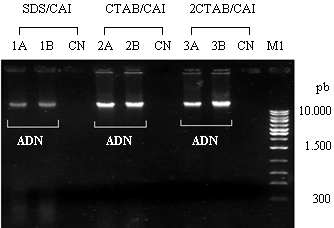 SDS/CAI CTAB/CAI 2CTAB/CAI
1A 1B CN 2A 2B CN 3A 3B CN M1
pb
10.000
ADN ADN ADN
1.500
300